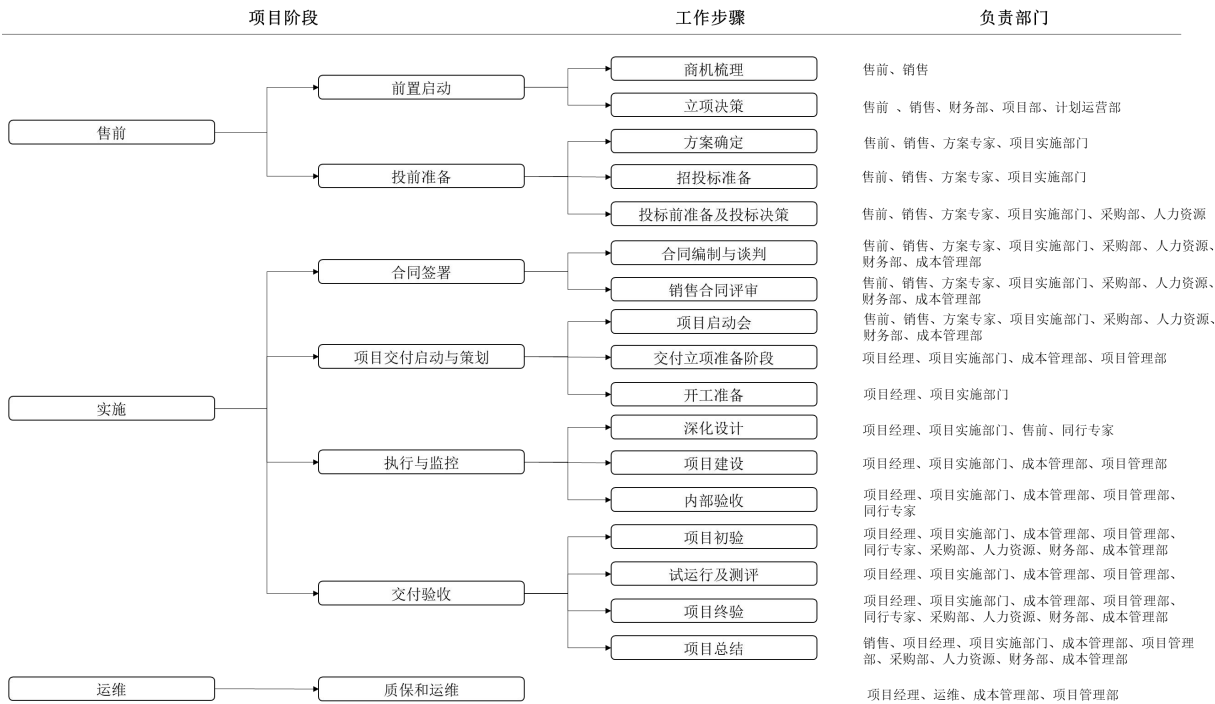 项目阶段 工作步骤 负责部门
售前
前置启动
商机梳理 售前、销售
立项决策 售前 、销售、财务部、项目部、计划运营部
投前准备
方案确定 售前、销售、方案专家、项目实施部门
招投标准备 售前、销售、方案专家、项目实施部门
投标前准备及投标决策 售前、销售、方案专家、项目实施部门、采购部、人力资源
实施
合同签署
合同编制与谈判 售前、销售、方案专家、项目实施部门、采购部、人力资源、
财务部、成本管理部
销售合同评审 售前、销售、方案专家、项目实施部门、采购部、人力资源、
财务部、成本管理部
项目交付启动与策划
项目启动会 售前、销售、方案专家、项目实施部门、采购部、人力资源、
财务部、成本管理部
交付立项准备阶段 项目经理、项目实施部门、成本管理部、项目管理部
开工准备 项目经理、项目实施部门
执行与监控
深化设计 项目经理、项目实施部门、售前、同行专家
项目建设 项目经理、项目实施部门、成本管理部、项目管理部
内部验收 项目经理、项目实施部门、成本管理部、项目管理部、
同行专家
交付验收
项目初验 项目经理、项目实施部门、成本管理部、项目管理部、
同行专家、采购部、人力资源、财务部、成本管理部
试运行及测评 项目经理、项目实施部门、成本管理部、项目管理部、
项目终验 项目经理、项目实施部门、成本管理部、项目管理部、
同行专家、采购部、人力资源、财务部、成本管理部
项目总结 销售、项目经理、项目实施部门、成本管理部、项目管理
部、采购部、人力资源、财务部、成本管理部
运维 质保和运维 项目经理、运维、成本管理部、项目管理部